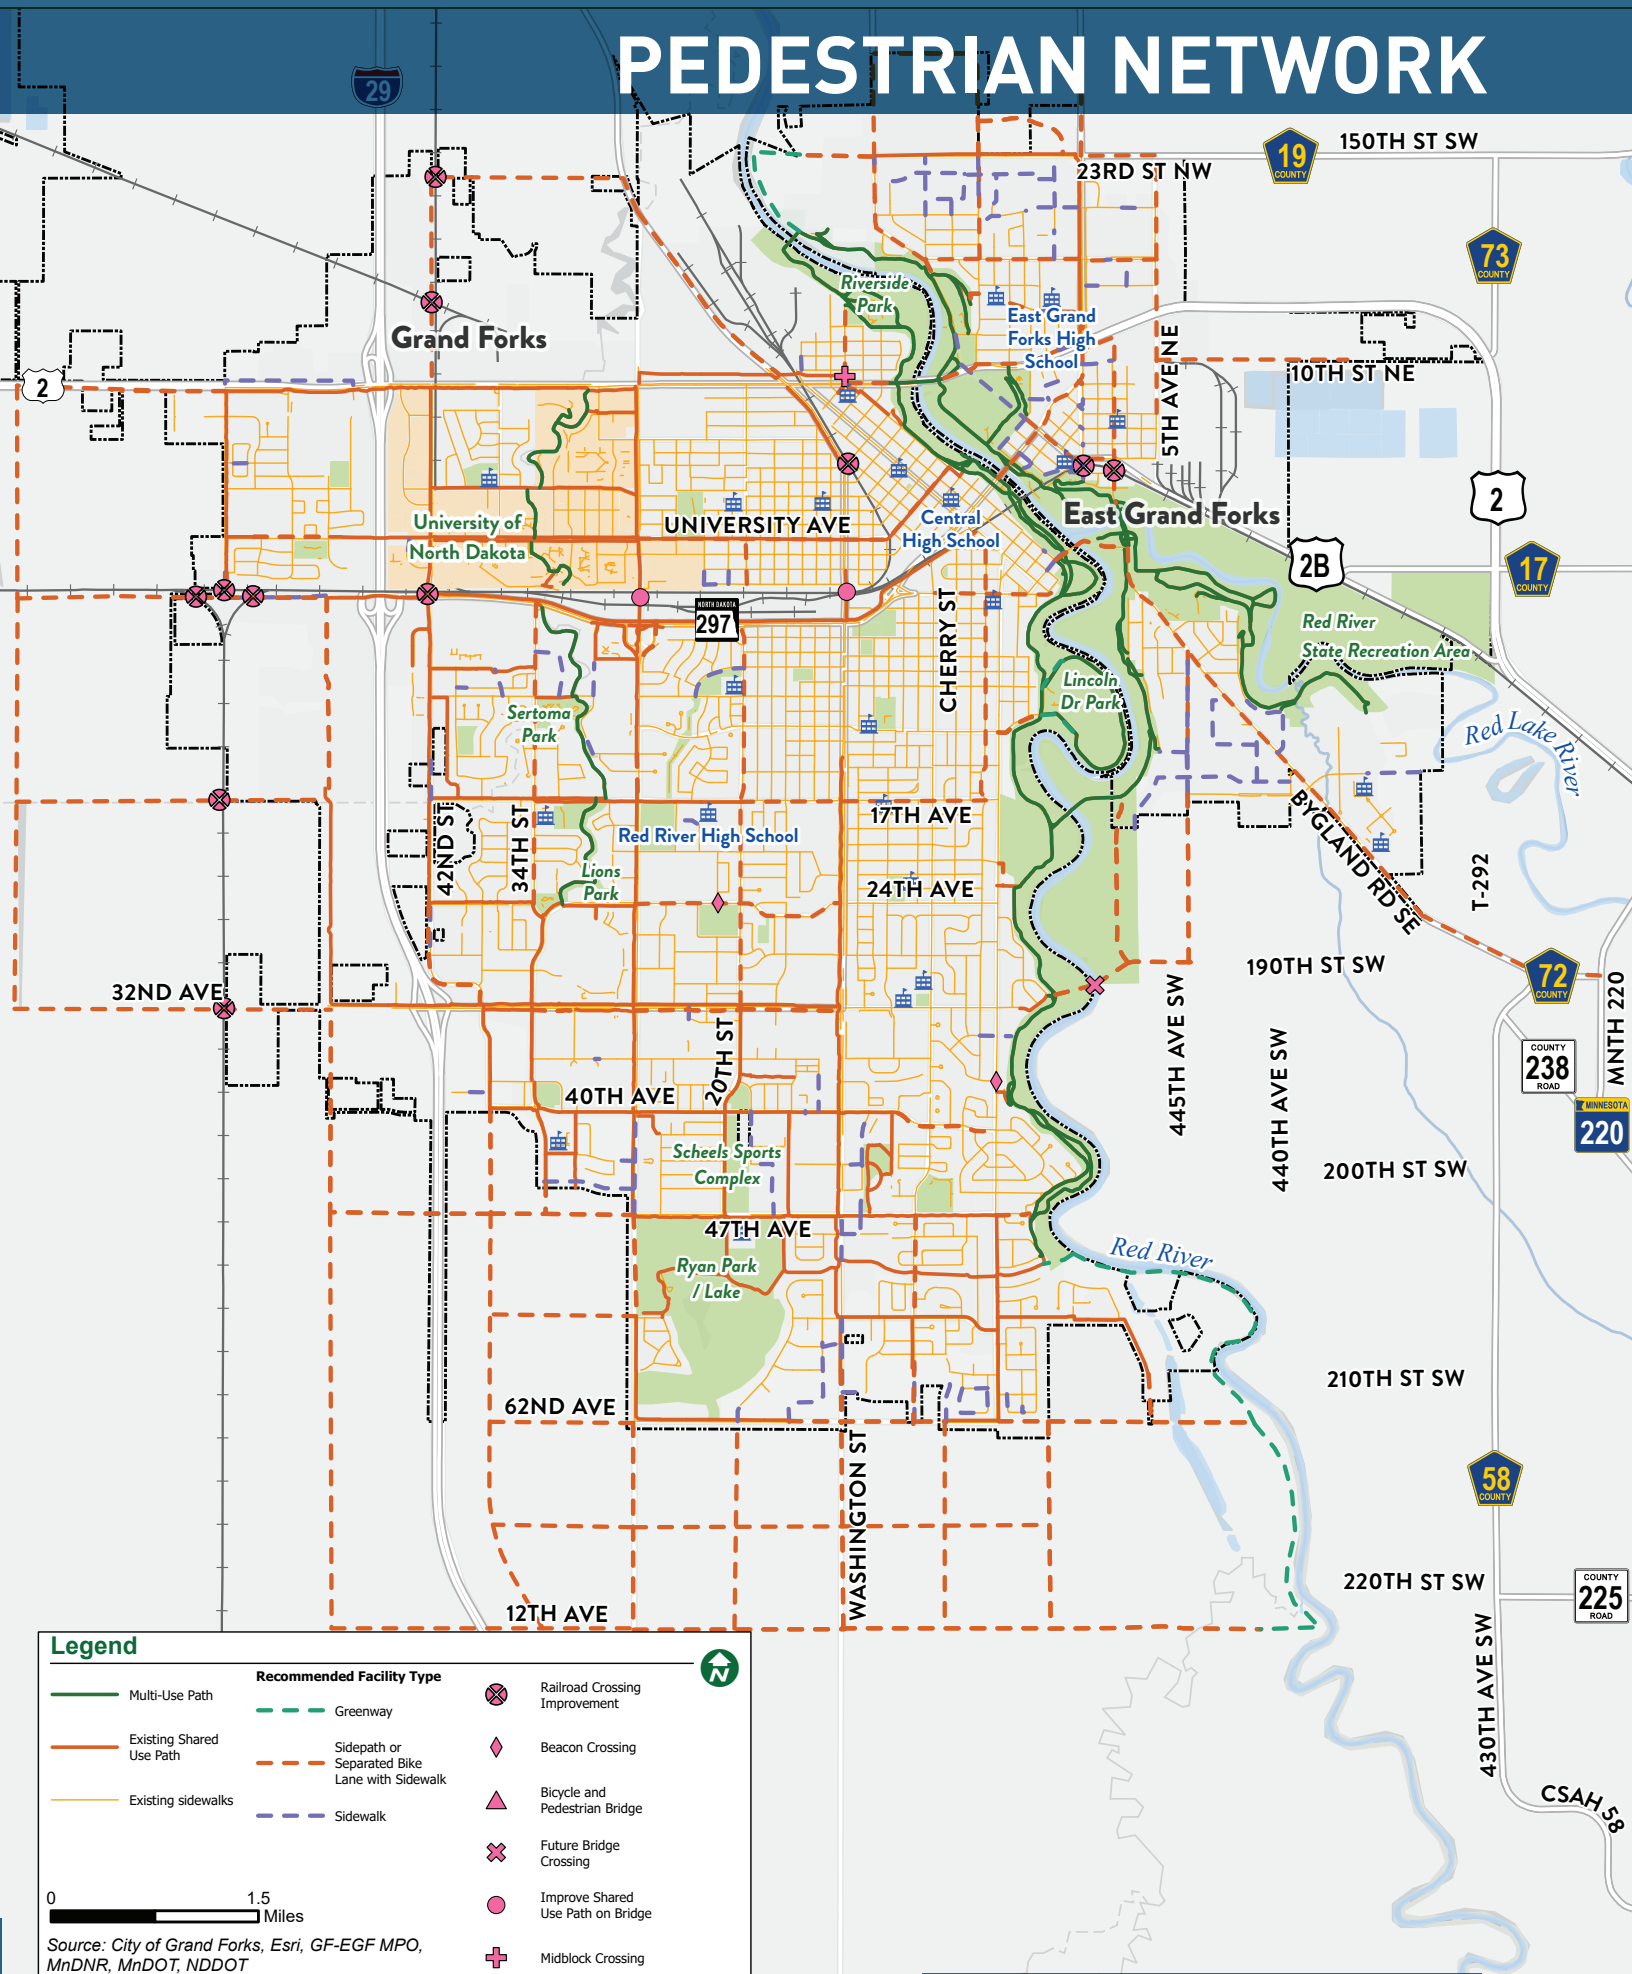 PEDESTRIAN NETWORK
29
19
COUNTY
150TH ST SW
23RD ST NW
73
COUNTY
Riverside
Park
East Grand
Forks High
School
Grand Forks
5TH AVE NE
10TH ST NE
2
2
University of
North Dakota
UNIVERSITY AVE
Central
High School
East Grand Forks
2B
17
COUNTY
NORTH DAKOTA
297
CHERRY ST
Red River
State Recreation Area
Lincoln
Dr Park
Sertoma
Park
Red Lake River
42ND ST
34TH ST
17TH AVE
Red River High School
BYGLAND RD SE
Lions
Park
24TH AVE
T-292
32ND AVE
190TH ST SW
72
COUNTY
445TH AVE SW
MNTH 220
20TH ST
440TH AVE SW
COUNTY
238
ROAD
40TH AVE
MINNESOTA
220
Scheels Sports
Complex
200TH ST SW
47TH AVE
Red River
Ryan Park
/ Lake
210TH ST SW
62ND AVE
WASHINGTON ST
58
COUNTY
220TH ST SW
COUNTY
225
ROAD
12TH AVE
430TH AVE SW
CSAH 58
Legend
N
Multi-Use Path
Existing Shared
Use Path
Existing sidewalks
Recommended Facility Type
Greenway
Sidepath or
Separated Bike
Lane with Sidewalk
Sidewalk
Railroad Crossing
Improvement
Beacon Crossing
Bicycle and
Pedestrian Bridge
Future Bridge
Crossing
Improve Shared
Use Path on Bridge
Midblock Crossing
0 1.5
Miles
Source: City of Grand Forks, Esri, GF-EGF MPO,
MnDNR, MnDOT, NDDOT